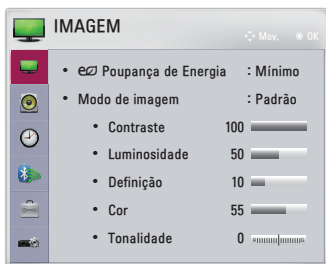 IMAGEM
Mov. OK
• Poupança de Energia : Mínimo
• Modo de imagem : Padrão
• Contraste 100
• Luminosidade 50
• Definição 10
• Cor 55
• Tonalidade 0